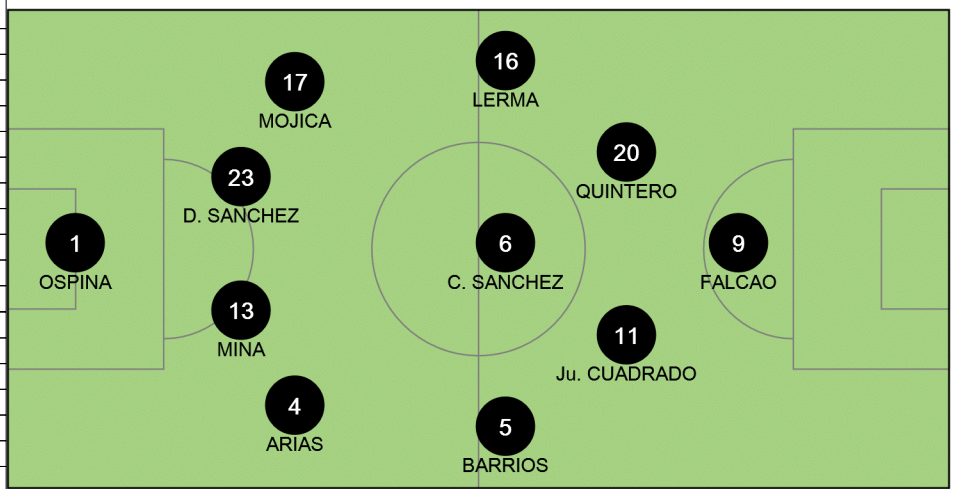 17
MOJICA
16
LERMA
23
D. SANCHEZ
20
QUINTERO
1
OSPINA
6
C. SANCHEZ
9
FALCAO
13
MINA
11
Ju. CUADRADO
4
ARIAS
5
BARRIOS